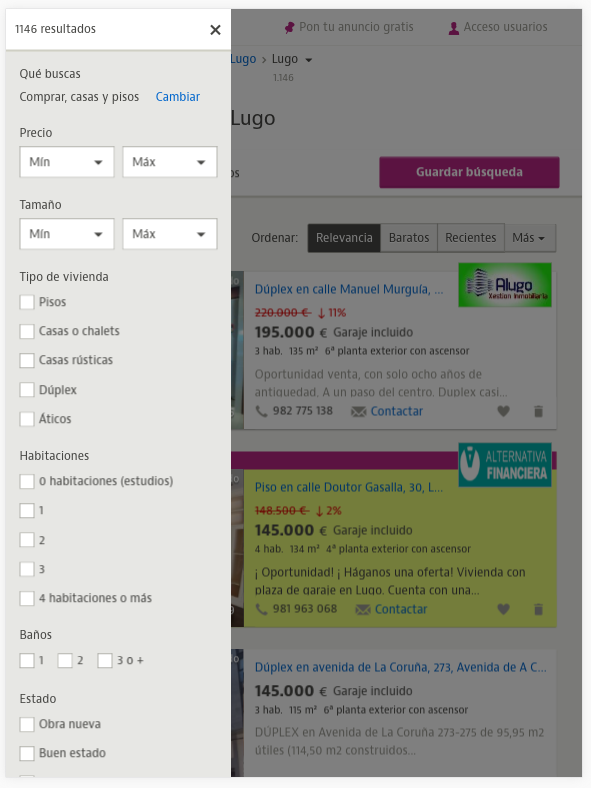 1146 resultados
Qué buscas
Comprar, casas y pisos Cambiar
Precio
Mín Máx
Tamaño
Mín Máx
Tipo de vivienda
Pisos
Casas o chalets
Casas rústicas
Dúplex
Áticos
Habitaciones
0 habitaciones (estudios)
1
2
3
4 habitaciones o más
Baños
1 2 3 o +
Estado
Obra nueva
Buen estado
Pon tu anuncio gratis Acceso usuarios
Lugo › Lugo
1.146
Lugo
os
Guardar búsqueda
Ordenar: Relevancia Baratos Recientes Más
Alugo
Xestion Inmobiliaria
Dúplex en calle Manuel Murguía, ...
220.000 € ↓ 11%
195.000 € Garaje incluido
3 hab. 135 m² 6ª planta exterior con ascensor
Oportunidad venta, con solo ocho años de
antiguedad. A un paso del centro. Duplex casi...
982 775 138 Contactar
ALTERNATIVA
FINANCIERA
Piso en calle Doutor Gasalla, 30, L...
148.500 € ↓ 2%
145.000 € Garaje incluido
4 hab. 134 m² 4ª planta exterior con ascensor
¡ Oportunidad! ¡ Háganos una oferta! Vivienda con
plaza de garaje en Lugo. Cuenta con una...
981 963 068 Contactar
Dúplex en avenida de La Coruña, 273, Avenida de A C...
145.000 € Garaje incluido
3 hab. 115 m² 6ª planta exterior con ascensor
DÚPLEX en Avenida de La Coruña 273-275 de 95,95 m2
útiles (114,50 m2 construidos...